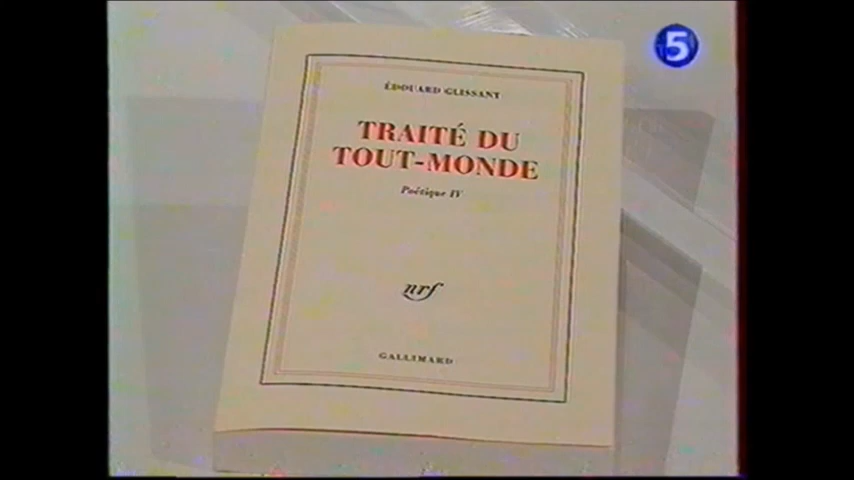 5
ÉDOUARD GLISSANT
TRAITÉ DU
TOUT-MONDE
Poétique IV
nrf
GALLIMARD